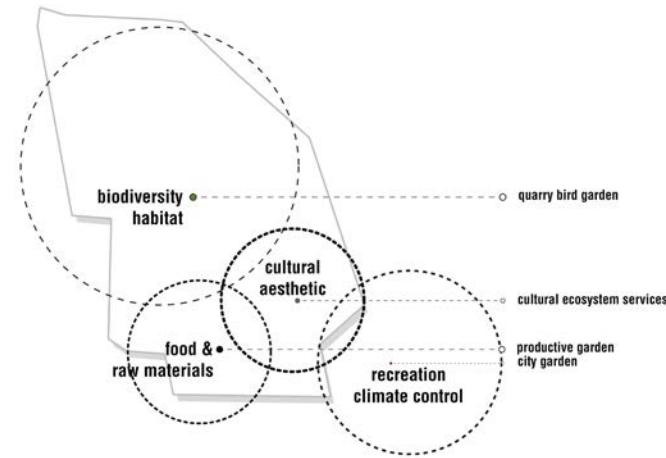 biodiversity
habitat
quarry bird garden
cultural
aesthetic
cultural ecosystem services
food &
raw materials
productive garden
city garden
recreation
climate control